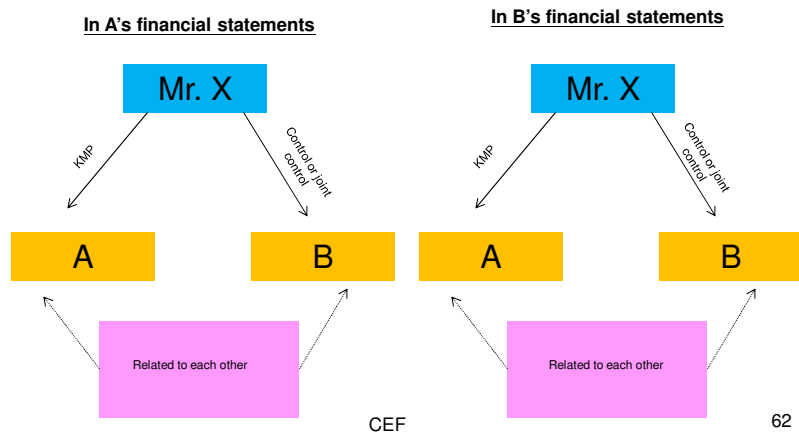 In A's financial statements
Mr. X
KMP
Control or joint
control
A
B
Related to each other
In B's financial statements
Mr. X
KMP
Control or joint
control
A
B
Related to each other
CEF
62